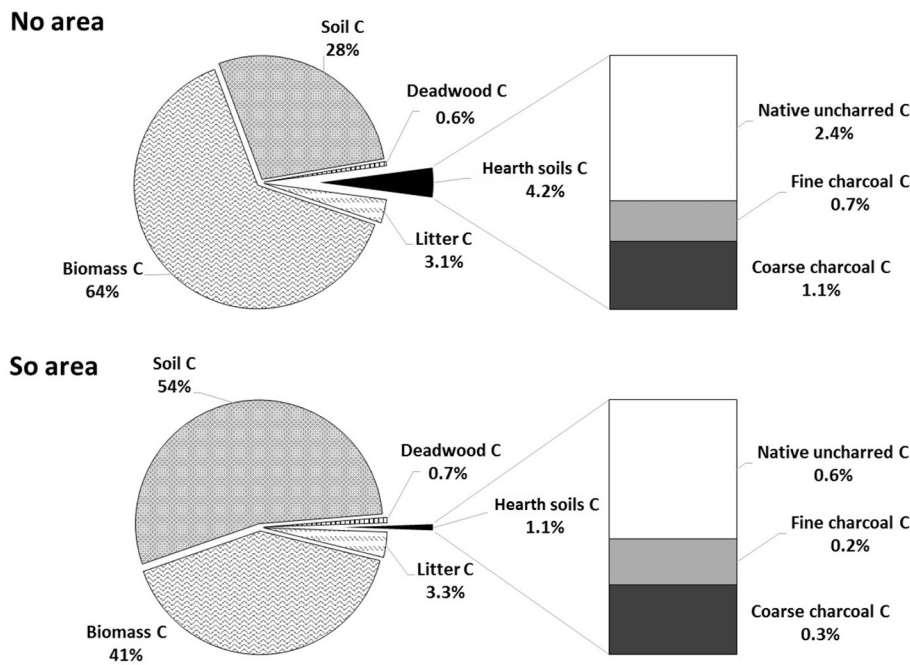 No area
Soil C
28%
Deadwood C
0.6%
Hearth soils C
4.2%
Litter C
3.1%
Biomass C
64%
Native uncharred C
2.4%
Fine charcoal C
0.7%
Coarse charcoal C
1.1%
So area
Soil C
54%
Deadwood C
0.7%
Hearth soils C
1.1%
Litter C
3.3%
Biomass C
41%
Native uncharred C
0.6%
Fine charcoal C
0.2%
Coarse charcoal C
0.3%